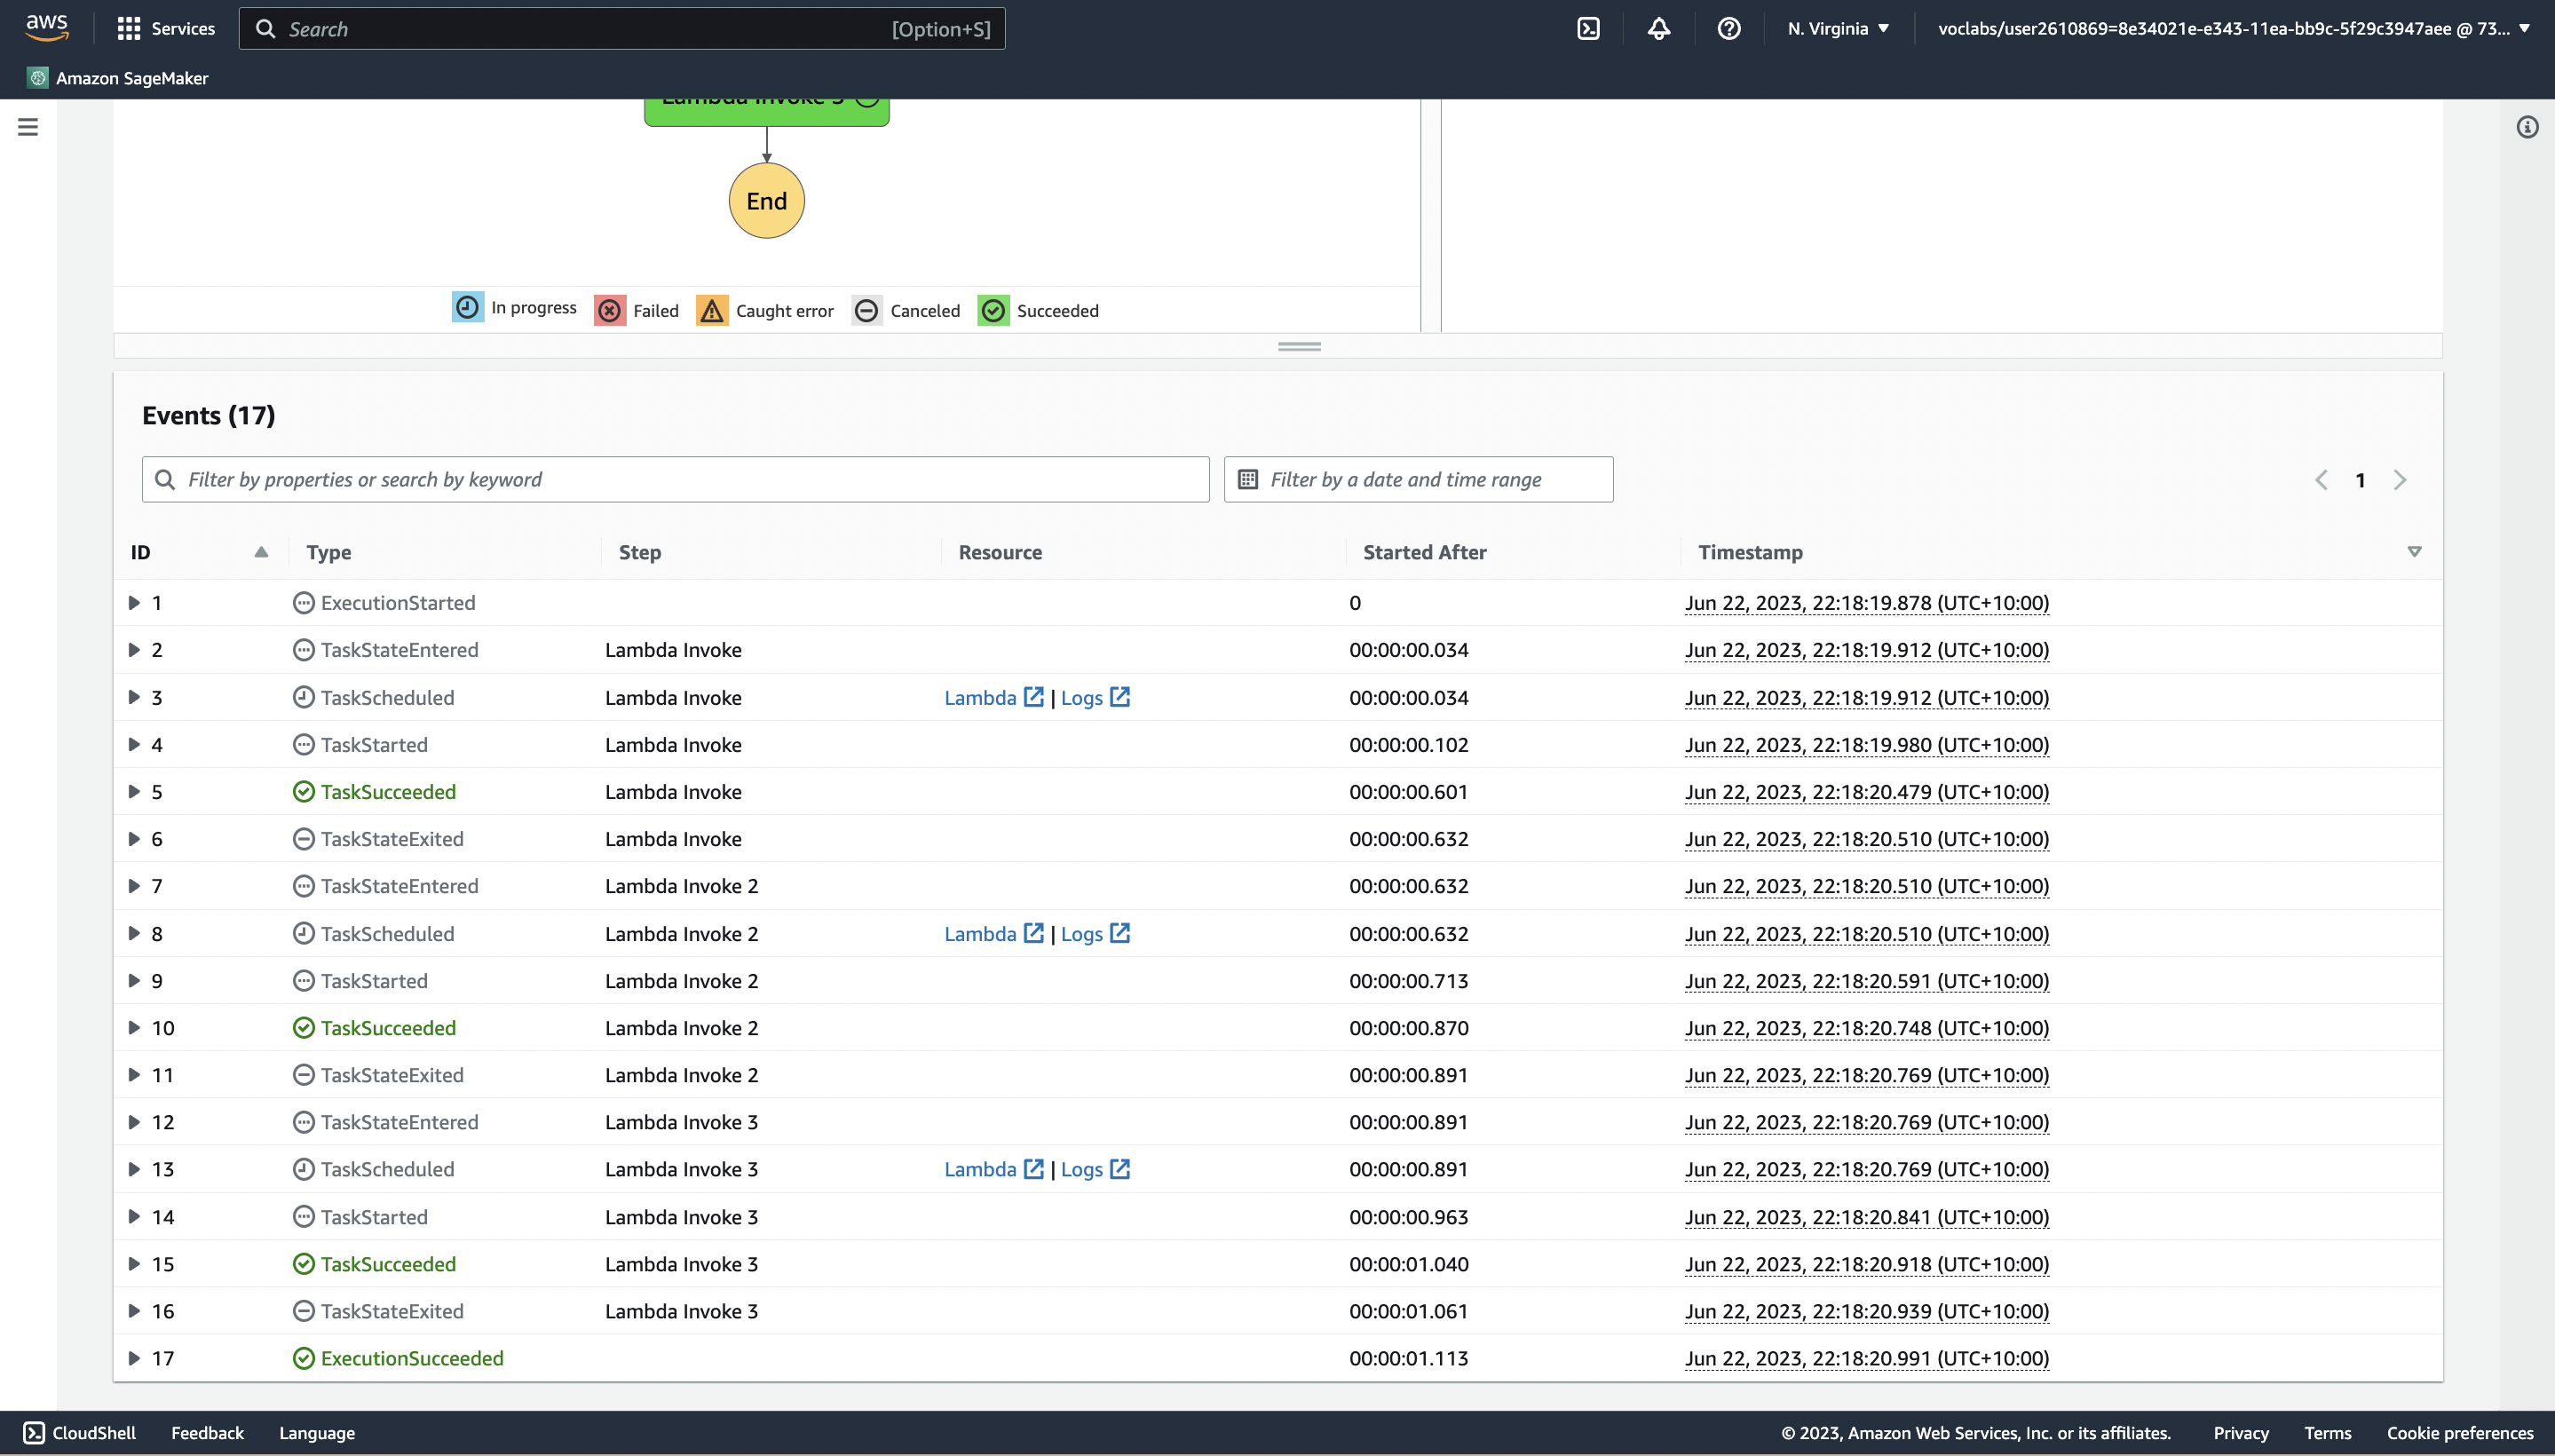 aws Services Search [Option+S] N. Virginia voclabs/user2610869=8e34021e-e343-11ea-bb9c-5f29c3947aee @ 73...
Amazon SageMaker
Lambda Invoke 3
End
In progress Failed Caught error Canceled Succeeded
Events (17)
Filter by properties or search by keyword Filter by a date and time range 1
ID Type Step Resource Started After Timestamp
1 ExecutionStarted 0 Jun 22, 2023, 22:18:19.878 (UTC+10:00)
2 TaskStateEntered Lambda Invoke 00:00:00.034 Jun 22, 2023, 22:18:19.912 (UTC+10:00)
3 TaskScheduled Lambda Invoke Lambda | Logs 00:00:00.034 Jun 22, 2023, 22:18:19.912 (UTC+10:00)
4 TaskStarted Lambda Invoke 00:00:00.102 Jun 22, 2023, 22:18:19.980 (UTC+10:00)
5 TaskSucceeded Lambda Invoke 00:00:00.601 Jun 22, 2023, 22:18:20.479 (UTC+10:00)
6 TaskStateExited Lambda Invoke 00:00:00.632 Jun 22, 2023, 22:18:20.510 (UTC+10:00)
7 TaskStateEntered Lambda Invoke 2 00:00:00.632 Jun 22, 2023, 22:18:20.510 (UTC+10:00)
8 TaskScheduled Lambda Invoke 2 Lambda | Logs 00:00:00.632 Jun 22, 2023, 22:18:20.510 (UTC+10:00)
9 TaskStarted Lambda Invoke 2 00:00:00.713 Jun 22, 2023, 22:18:20.591 (UTC+10:00)
10 TaskSucceeded Lambda Invoke 2 00:00:00.870 Jun 22, 2023, 22:18:20.748 (UTC+10:00)
11 TaskStateExited Lambda Invoke 2 00:00:00.891 Jun 22, 2023, 22:18:20.769 (UTC+10:00)
12 TaskStateEntered Lambda Invoke 3 00:00:00.891 Jun 22, 2023, 22:18:20.769 (UTC+10:00)
13 TaskScheduled Lambda Invoke 3 Lambda | Logs 00:00:00.891 Jun 22, 2023, 22:18:20.769 (UTC+10:00)
14 TaskStarted Lambda Invoke 3 00:00:00.963 Jun 22, 2023, 22:18:20.841 (UTC+10:00)
15 TaskSucceeded Lambda Invoke 3 00:00:01.040 Jun 22, 2023, 22:18:20.918 (UTC+10:00)
16 TaskStateExited Lambda Invoke 3 00:00:01.061 Jun 22, 2023, 22:18:20.939 (UTC+10:00)
17 ExecutionSucceeded 00:00:01.113 Jun 22, 2023, 22:18:20.991 (UTC+10:00)
CloudShell Feedback Language © 2023, Amazon Web Services, Inc. or its affiliates. Privacy Terms Cookie preferences